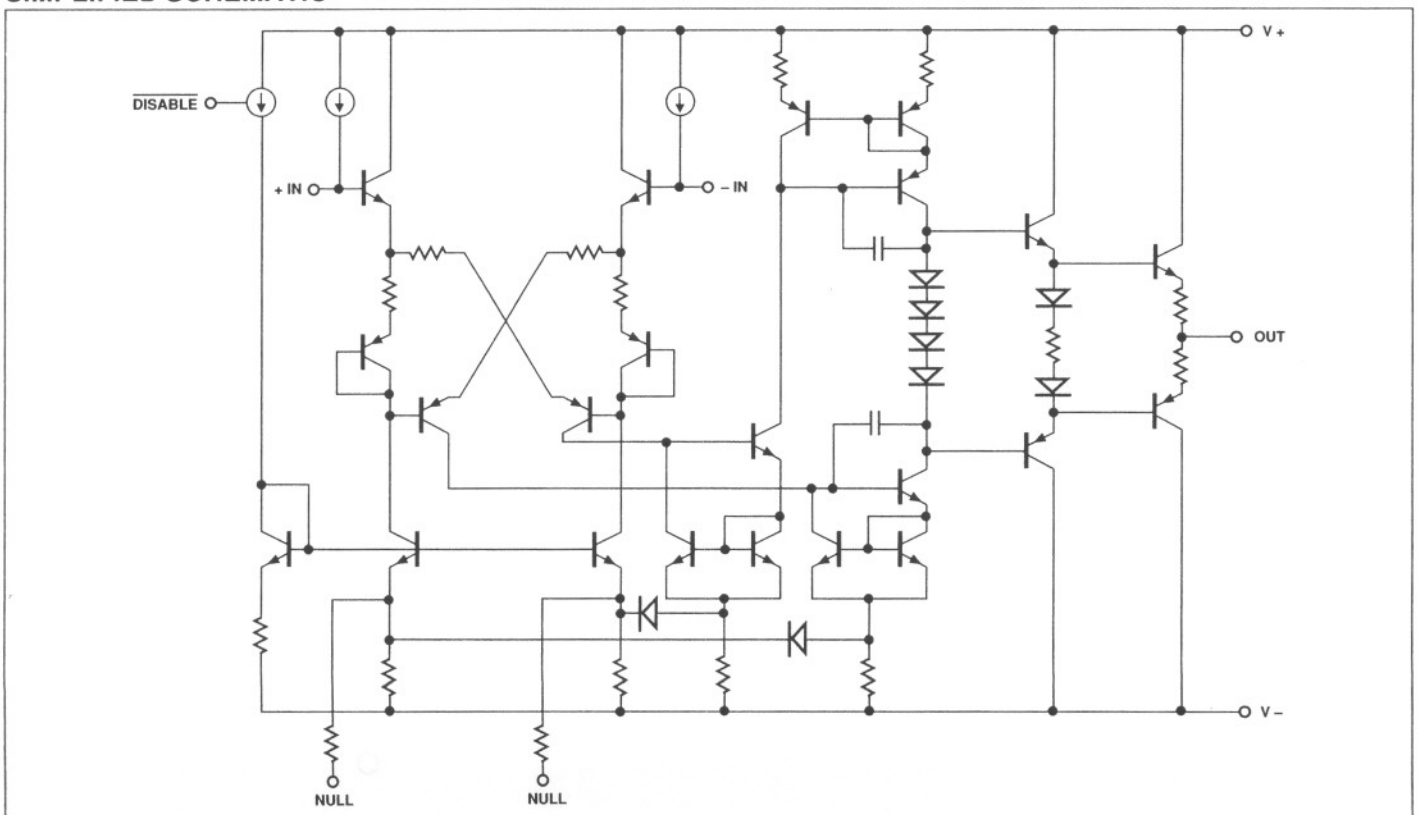 V +
DISABLE
+ IN
− IN
OUT
V −
NULL
NULL